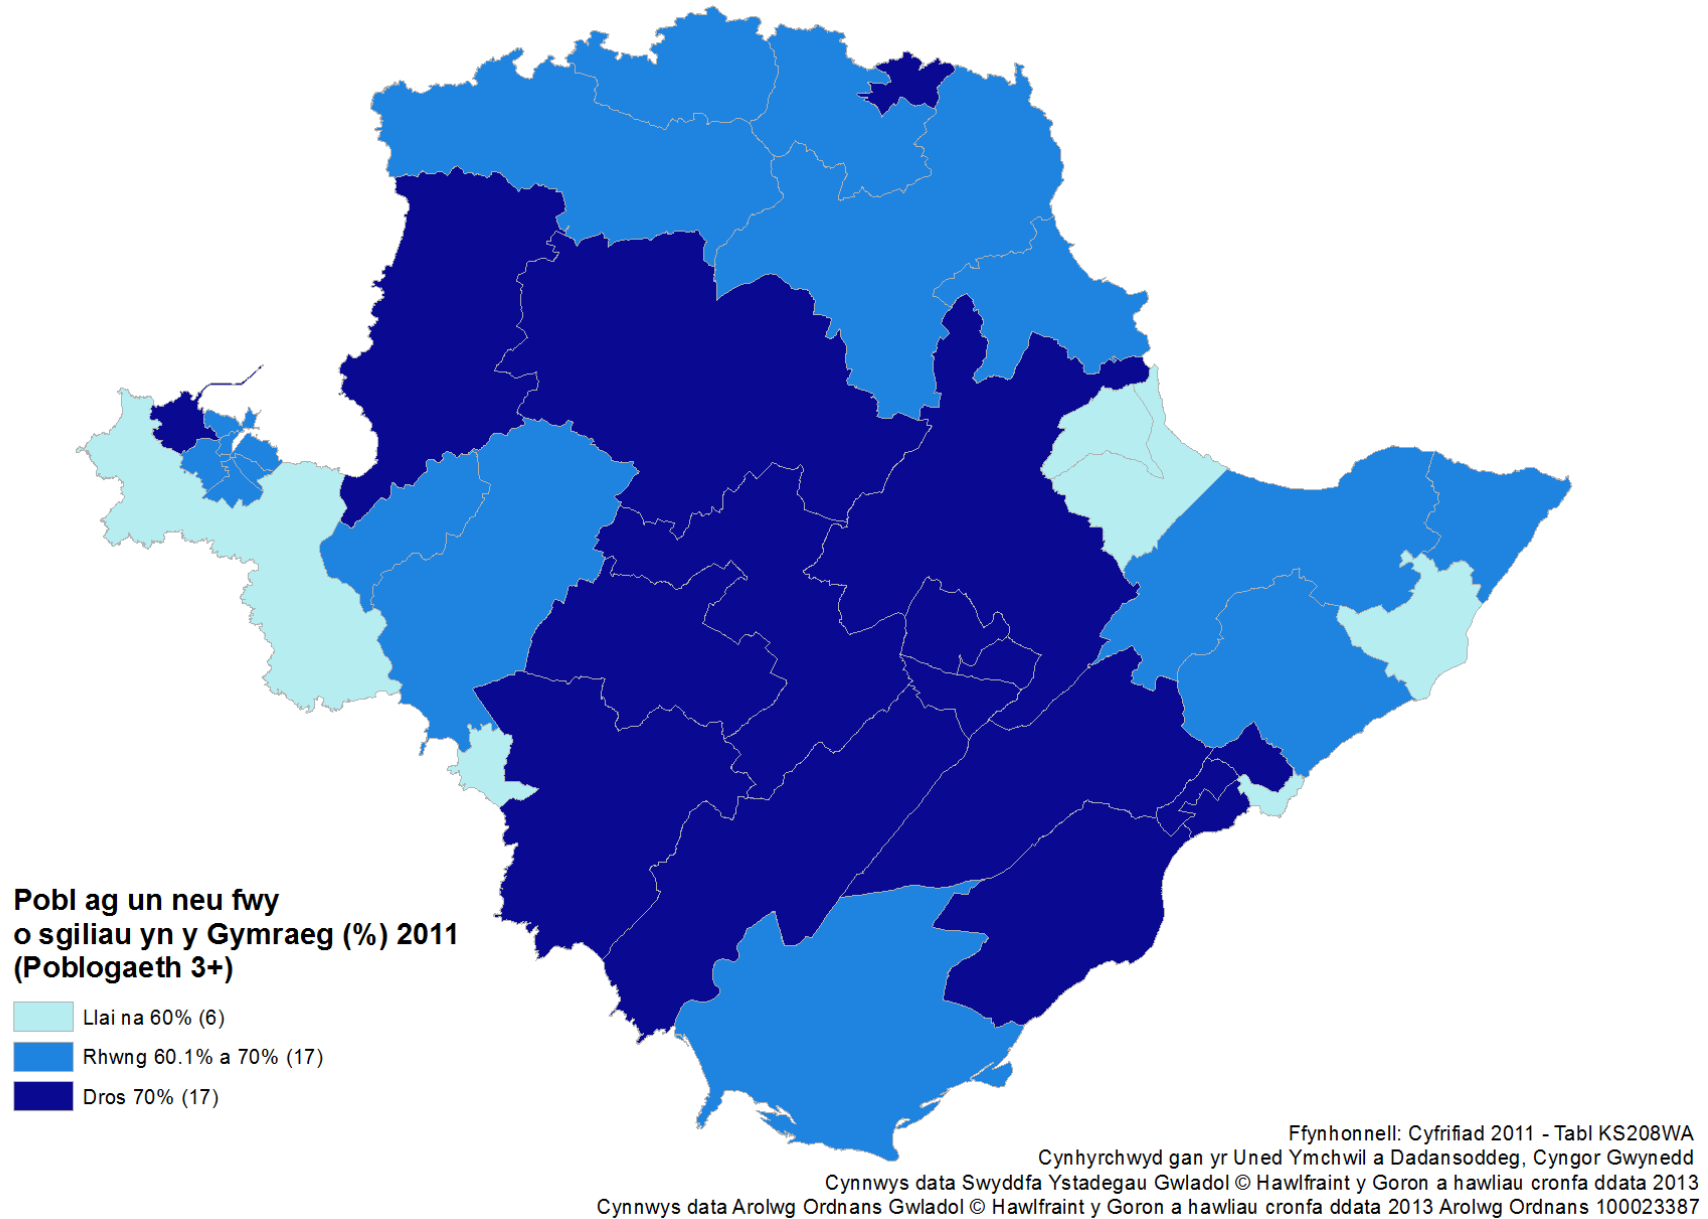 Pobl ag un neu fwy
o sgiliau yn y Gymraeg (%) 2011
(Poblogaeth 3+)
Llai na 60% (6)
Rhwng 60.1% a 70% (17)
Dros 70% (17)
Ffynhonnell: Cyfrifiad 2011 - Tabl KS208WA
Cynhyrchwyd gan yr Uned Ymchwil a Dadansoddeg, Cyngor Gwynedd
Cynnwys data Swyddfa Ystadegau Gwladol © Hawlfraint y Goron a hawliau cronfa ddata 2013
Cynnwys data Arolwg Ordnans Gwladol © Hawlfraint y Goron a hawliau cronfa ddata 2013 Arolwg Ordnans 100023387